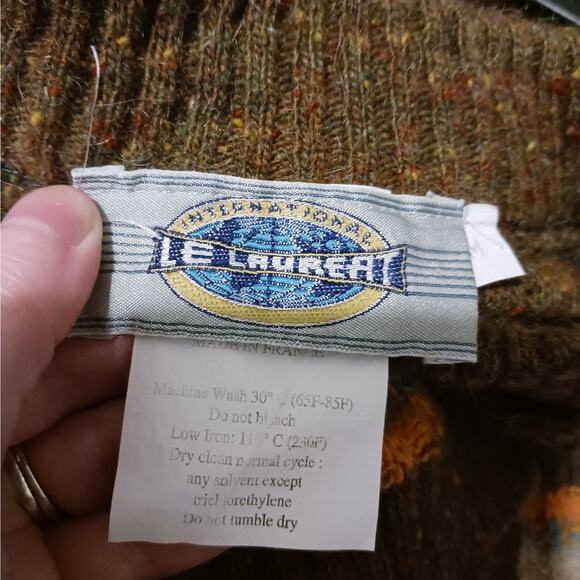 INTERNATIONAL
LE LAUREAT
MADE IN FRANCE
Machine Wash 30° C (65F-85F)
Do not bleach
Low Iron: 110° C (230F)
Dry clean normal cycle :
any solvent except
trichlorethylene
Do not tumble dry